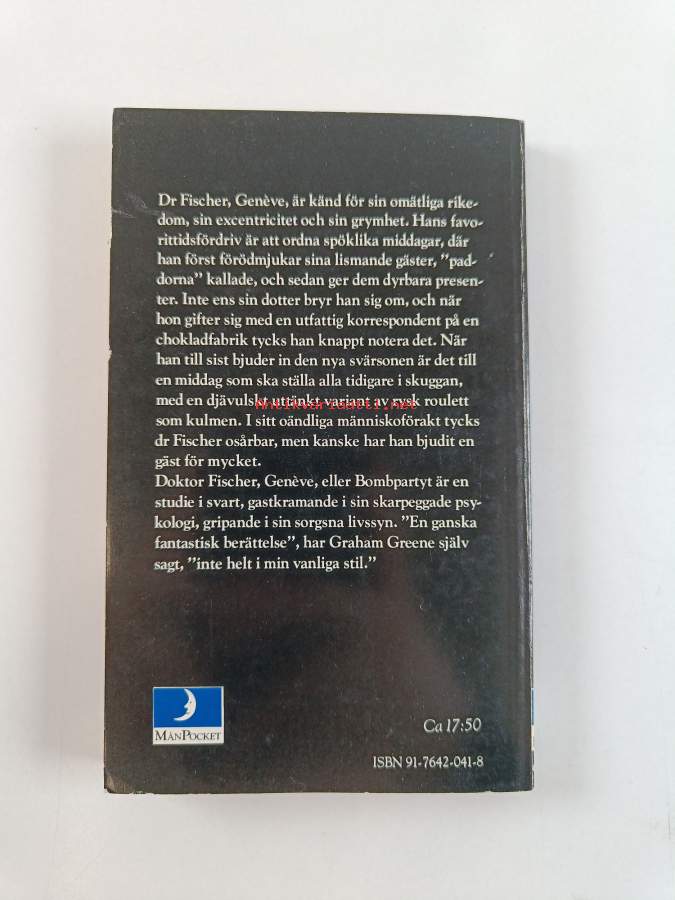 Dr Fischer, Genève, är känd för sin omätliga rike-
dom, sin excentricitet och sin grymhet. Hans favo-
rittidsfördriv är att ordna spöklika middagar, där
han först förödmjukar sina lismande gäster, ”pad-
dorna” kallade, och sedan ger dem dyrbara presen-
ter. Inte ens sin dotter bryr han sig om, och när
hon gifter sig med en utfattig korrespondent på en
chokladfabrik tycks han knappt notera det. När
han till sist bjuder in den nya svärsonen är det till
en middag som ska ställa alla tidigare i skuggan,
med en djävulskt uttänkt variant av rysk roulett
Antikvariaatti.net
som kulmen. I sitt oändliga människoförakt tycks
dr Fischer osårbar, men kanske har han bjudit en
gäst för mycket.
Doktor Fischer, Genève, eller Bombpartyt är en
studie i svart, gastkramande i sin skarpeggade psy-
kologi, gripande i sin sorgsna livssyn. ”En ganska
fantastisk berättelse”, har Graham Greene själv
sagt, ”inte helt i min vanliga stil.”
MånPocket
Ca 17:50
ISBN 91-7642-041-8